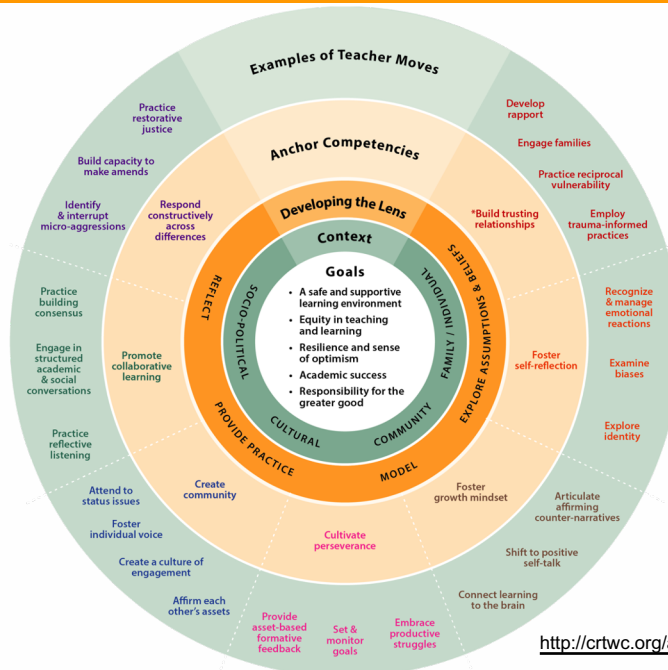 Examples of Teacher Moves
Anchor Competencies
Developing the Lens
Context
Goals
• A safe and supportive
learning environment
• Equity in teaching
and learning
• Resilience and sense
of optimism
• Academic success
• Responsibility for the
greater good
SOCIO-POLITICAL
CULTURAL
COMMUNITY
FAMILY / INDIVIDUAL
REFLECT
PROVIDE PRACTICE
MODEL
EXPLORE ASSUMPTIONS & BELIEFS
*Build trusting
relationships
Develop
rapport
Engage families
Practice reciprocal
vulnerability
Employ
trauma-informed
practices
Foster
self-reflection
Recognize
& manage
emotional
reactions
Examine
biases
Explore
identity
Foster
growth mindset
Articulate
affirming
counter-narratives
Shift to positive
self-talk
Connect learning
to the brain
Cultivate
perseverance
Provide
asset-based
formative
feedback
Set &
monitor
goals
Embrace
productive
struggles
Create
community
Attend to
status issues
Foster
individual voice
Create a culture of
engagement
Affirm each
other's assets
Promote
collaborative
learning
Practice
building
consensus
Engage in
structured
academic
& social
conversations
Practice
reflective
listening
Respond
constructively
across
differences
Practice
restorative
justice
Build capacity to
make amends
Identify
& interrupt
micro-aggressions
http://crtwc.org/